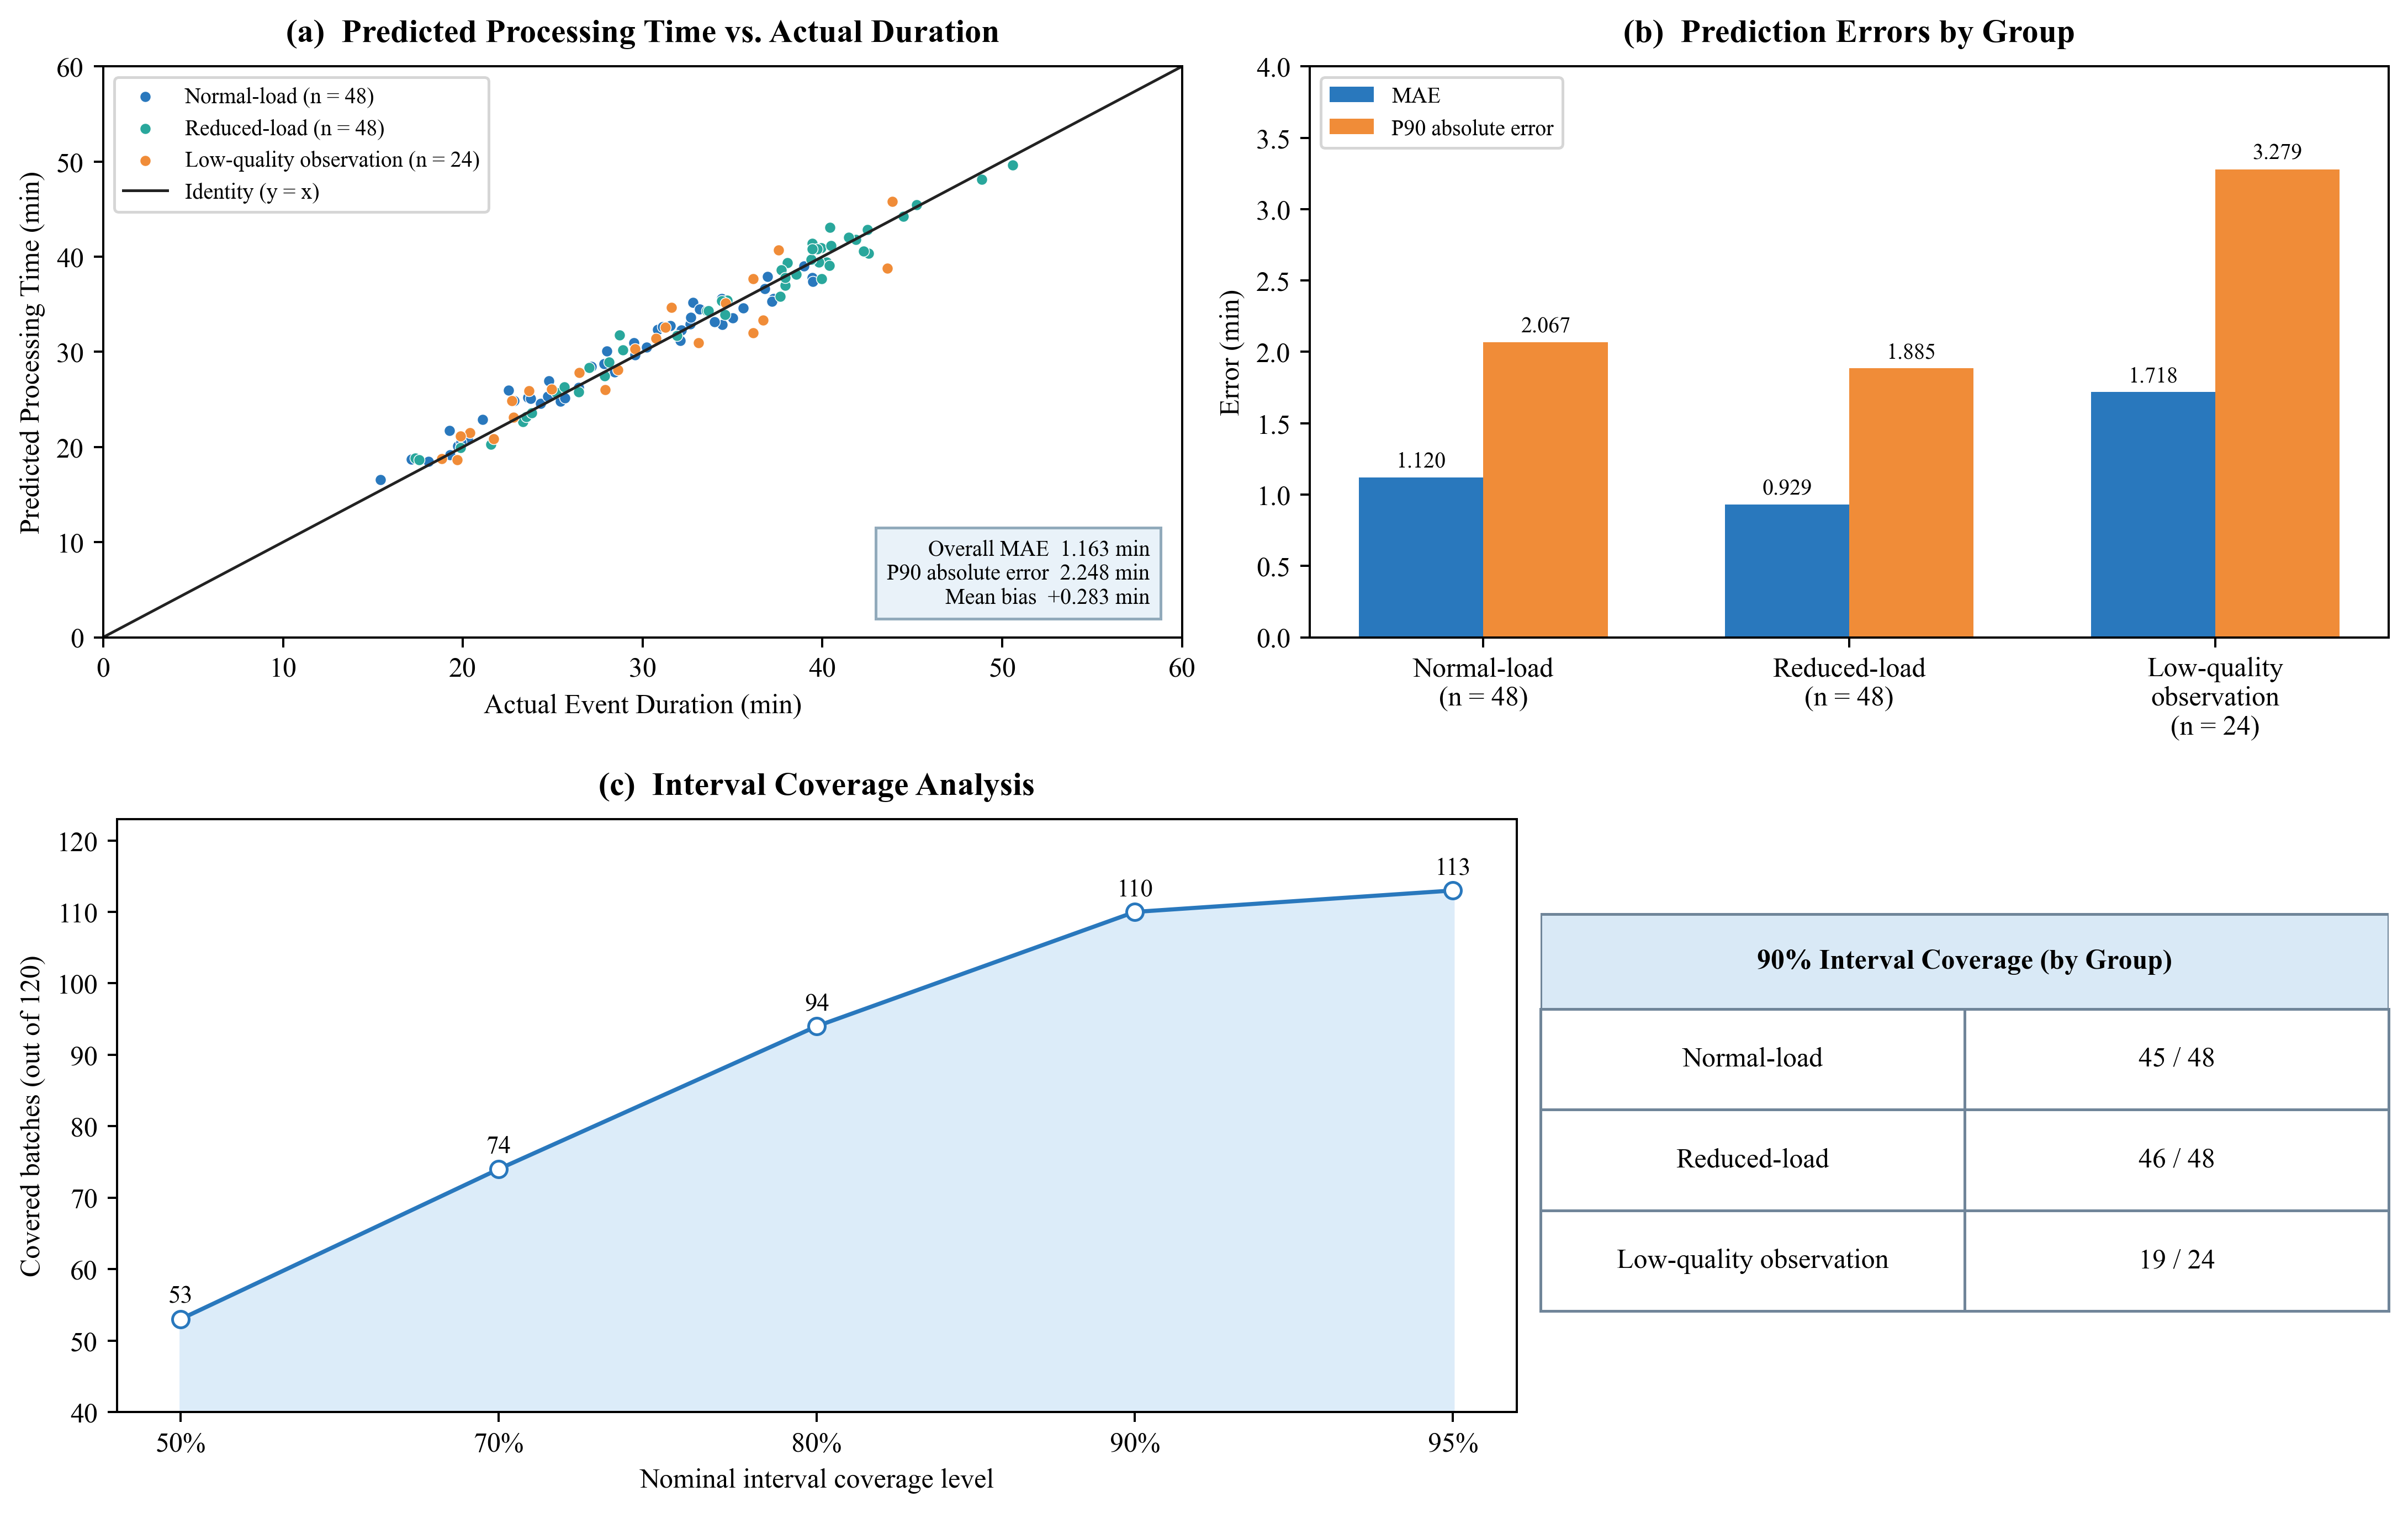 (a)  Predicted Processing Time vs. Actual Duration
Predicted Processing Time (min)
60
50
40
30
20
10
0
Normal-load (n = 48)
Reduced-load (n = 48)
Low-quality observation (n = 24)
Identity (y = x)
Overall MAE  1.163 min
P90 absolute error  2.248 min
Mean bias  +0.283 min
0
10
20
30
40
50
60
Actual Event Duration (min)
(b)  Prediction Errors by Group
Error (min)
4.0
3.5
3.0
2.5
2.0
1.5
1.0
0.5
0.0
MAE
P90 absolute error
1.120
2.067
0.929
1.885
1.718
3.279
Normal-load
(n = 48)
Reduced-load
(n = 48)
Low-quality
observation
(n = 24)
(c)  Interval Coverage Analysis
Covered batches (out of 120)
120
110
100
90
80
70
60
50
40
53
74
94
110
113
50%
70%
80%
90%
95%
Nominal interval coverage level
90% Interval Coverage (by Group)
Normal-load
45 / 48
Reduced-load
46 / 48
Low-quality observation
19 / 24